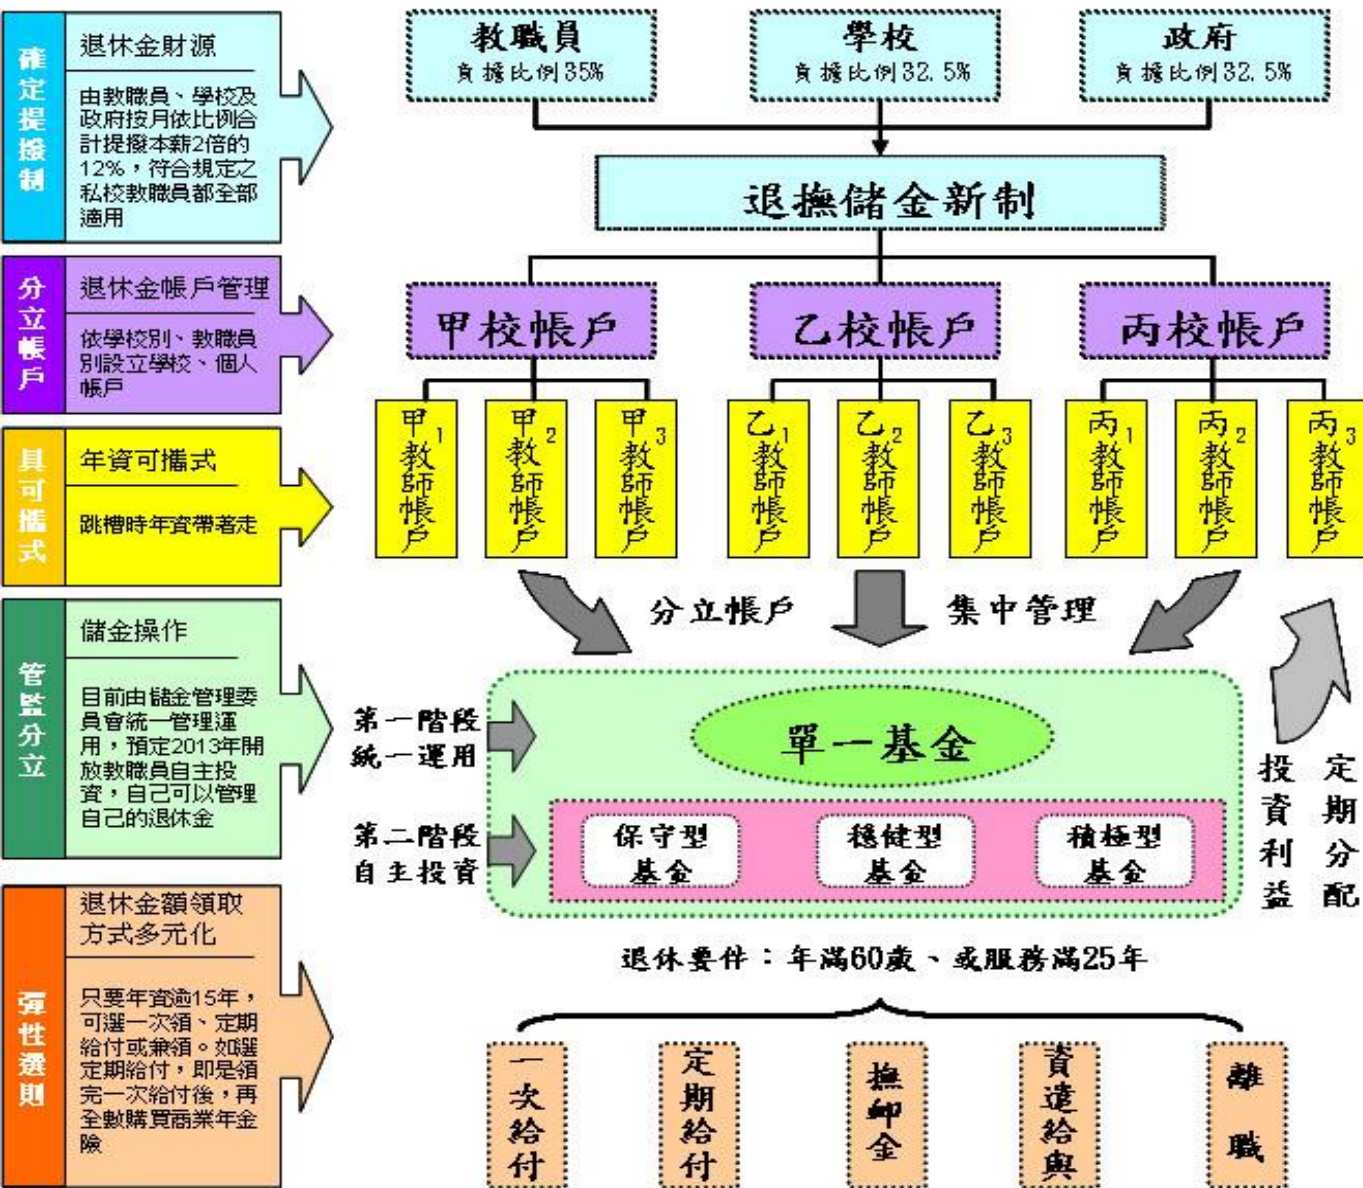 確定提撥制
退休金財源
由教職員、學校及
政府按月依比例合
計提撥本薪2倍的
12%，符合規定之
私校教職員都全部
適用
教職員
負擔比例35%
學校
負擔比例32.5%
政府
負擔比例32.5%
退撫儲金新制
分立帳戶
退休金帳戶管理
依學校別、教職員
別設立學校、個人
帳戶
甲校帳戶
乙校帳戶
丙校帳戶
具可攜式
年資可攜式
跳槽時年資帶著走
甲1教師帳戶
甲2教師帳戶
甲3教師帳戶
乙1教師帳戶
乙2教師帳戶
乙3教師帳戶
丙1教師帳戶
丙2教師帳戶
丙3教師帳戶
分立帳戶
集中管理
管監分立
儲金操作
目前由儲金管理委
員會統一管理運
用，預定2013年開
放教職員自主投
資，自己可以管理
自己的退休金
第一階段
統一運用
單一基金
第二階段
自主投資
保守型
基金
穩健型
基金
積極型
基金
定期分配
投資利益
彈性選則
退休金額領取
方式多元化
只要年資逾15年，
可選一次領、定期
給付或兼領。如選
定期給付，即是領
完一次給付後，再
全數購買商業年金
險
退休要件：年滿60歲、或服務滿25年
一次給付
定期給付
撫卹金
資遣給與
離職